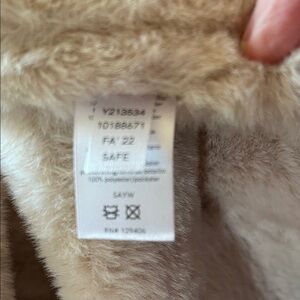 Y213534
10188671
FA' 22
SAFE
100% polyester/polyester
SAYW
RN# 129406